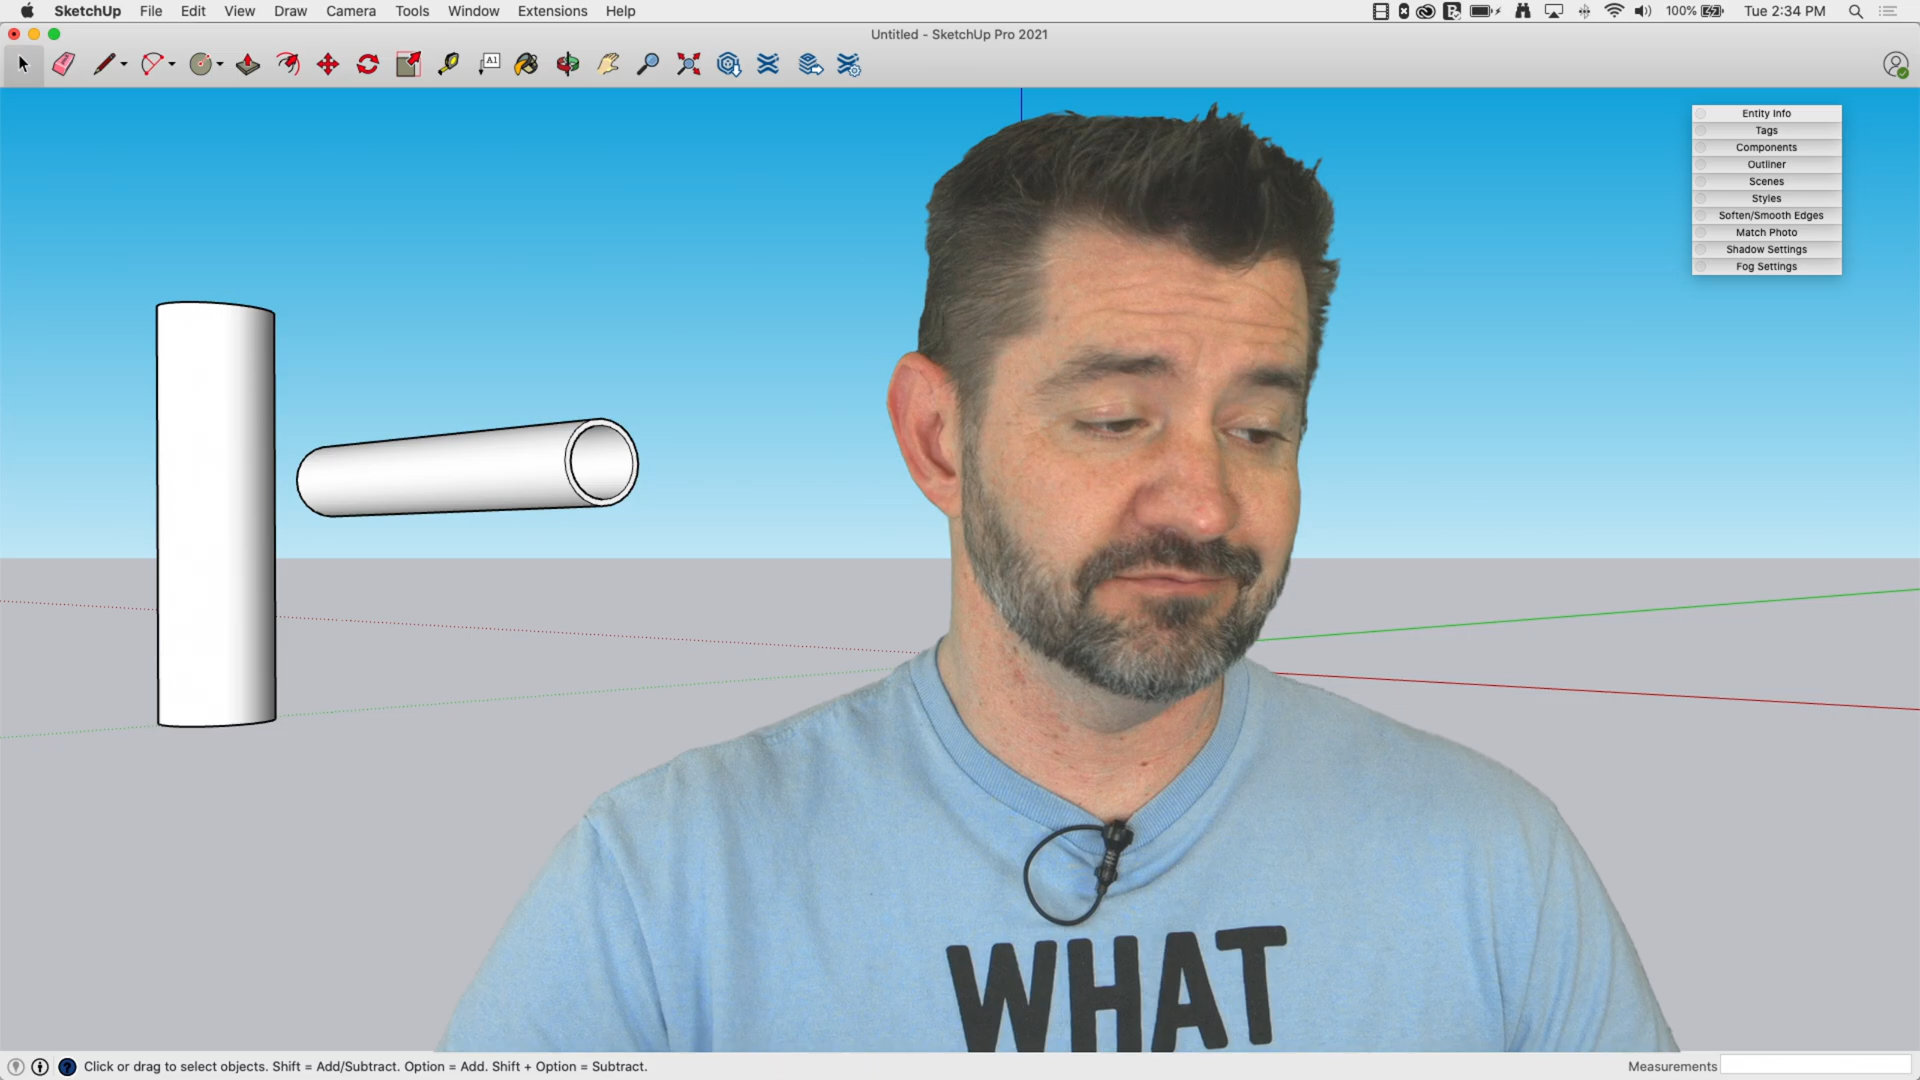 SketchUp File Edit View Draw Camera Tools Window Extensions Help 100% Tue 2:34 PM
Untitled - SketchUp Pro 2021
A1
Entity Info
Tags
Components
Outliner
Scenes
Styles
Soften/Smooth Edges
Match Photo
Shadow Settings
Fog Settings
WHAT
Click or drag to select objects. Shift = Add/Subtract. Option = Add. Shift + Option = Subtract. Measurements